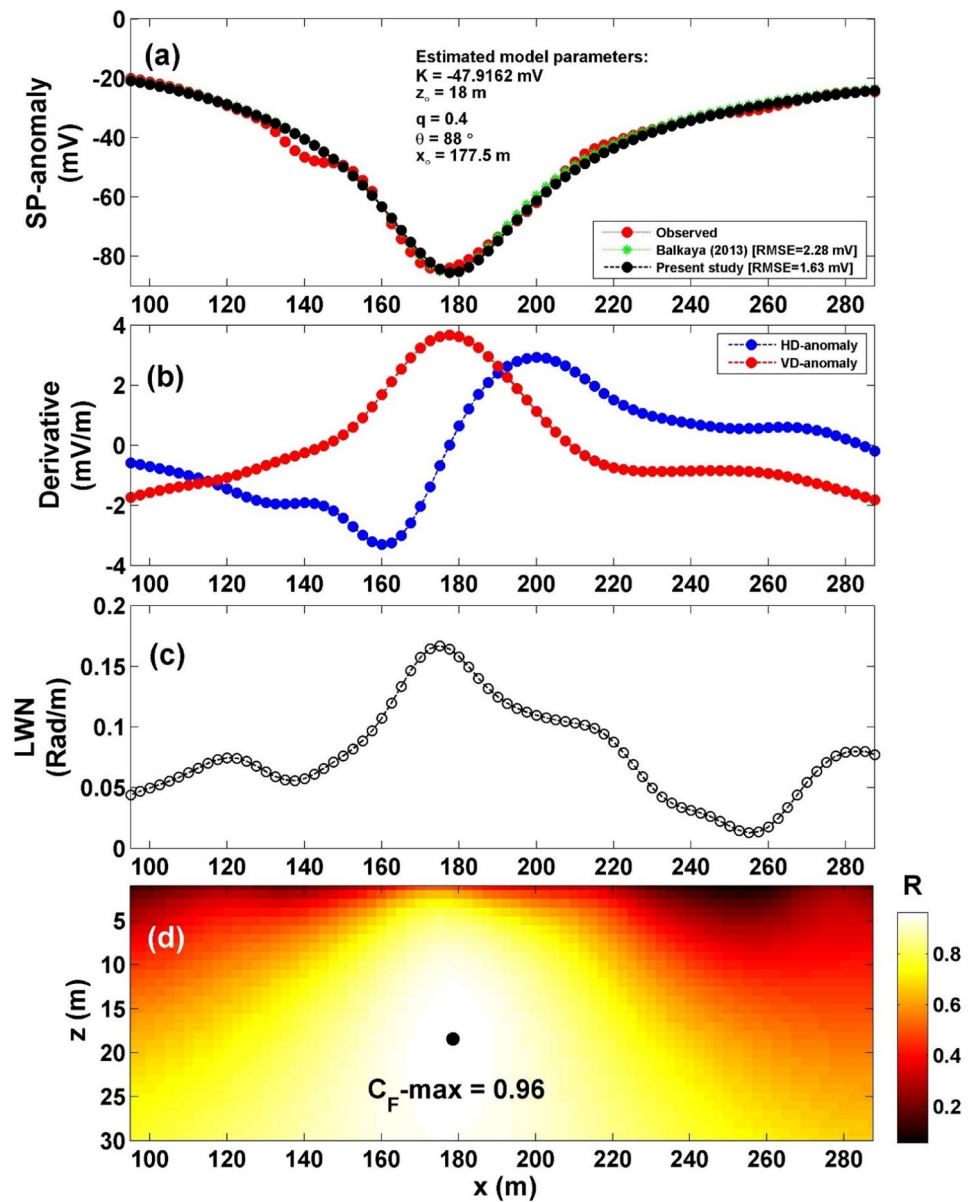 (a)
Estimated model parameters:
K = -47.9162 mV
z₀ = 18 m
q = 0.4
θ = 88 °
x₀ = 177.5 m
SP-anomaly
(mV)
0
-20
-40
-60
-80
Observed
Balkaya (2013) [RMSE=2.28 mV]
Present study [RMSE=1.63 mV]
100 120 140 160 180 200 220 240 260 280
(b)
Derivative
(mV/m)
4
2
0
-2
-4
HD-anomaly
VD-anomaly
100 120 140 160 180 200 220 240 260 280
(c)
LWN
(Rad/m)
0.2
0.15
0.1
0.05
0
100 120 140 160 180 200 220 240 260 280
(d)
z (m)
5
10
15
20
25
30
C_F-max = 0.96
100 120 140 160 180 200 220 240 260 280
x (m)
R
0.8
0.6
0.4
0.2